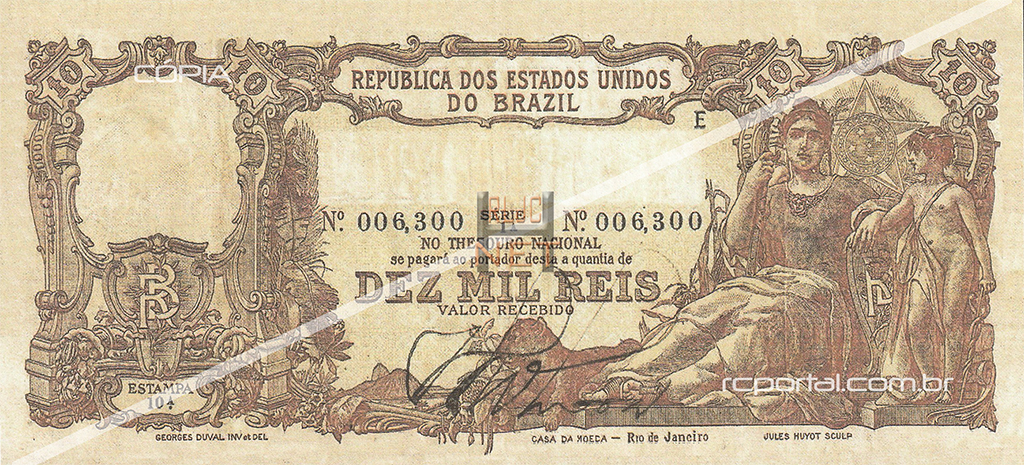 10 COPIA 10
REPUBLICA DOS ESTADOS UNIDOS
DO BRAZIL
10 10
E
Nº 006,300 SÉRIE 11 Nº 006,300
NO THESOURO NACIONAL
se pagará ao portador desta a quantia de
DEZ MIL REIS
VALOR RECEBIDO
ESTAMPA
10ª
rcportal.com.br
GEORGES DUVAL INV et DEL
CASA DA MOEDA — RIO de JANEIRO
JULES HUYOT SCULP